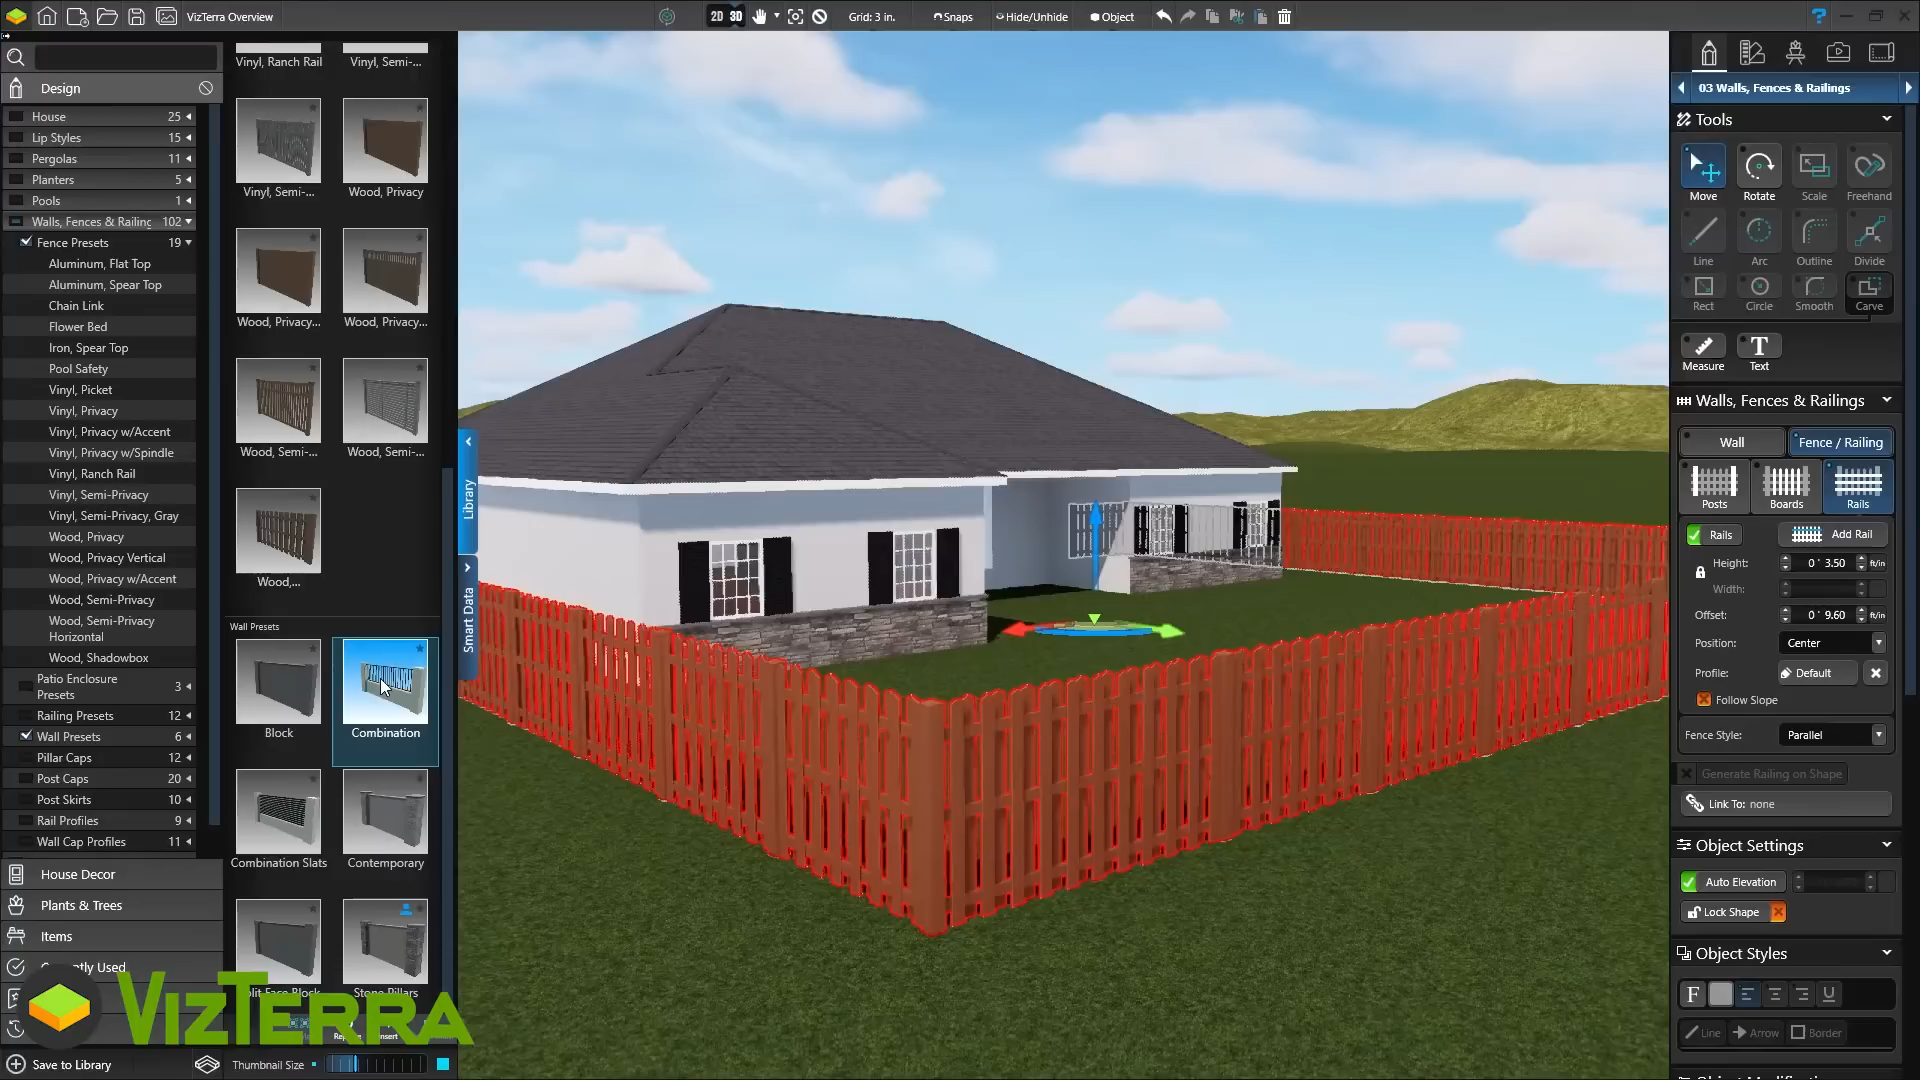 VizTerra Overview
2D 3D
Grid: 3 in.
Snaps
Hide/Unhide
Object
?
Design
House 25
Lip Styles 15
Pergolas 11
Planters 5
Pools 1
Walls, Fences & Railing 102
Fence Presets 19
Aluminum, Flat Top
Aluminum, Spear Top
Chain Link
Flower Bed
Iron, Spear Top
Pool Safety
Vinyl, Picket
Vinyl, Privacy
Vinyl, Privacy w/Accent
Vinyl, Privacy w/Spindle
Vinyl, Ranch Rail
Vinyl, Semi-Privacy
Vinyl, Semi-Privacy, Gray
Wood, Privacy
Wood, Privacy Vertical
Wood, Privacy w/Accent
Wood, Semi-Privacy
Wood, Semi-Privacy
Horizontal
Wood, Shadowbox
Patio Enclosure
Presets 3
Railing Presets 12
Wall Presets 6
Pillar Caps 12
Post Caps 20
Post Skirts 10
Rail Profiles 9
Wall Cap Profiles 11
House Decor
Plants & Trees
Items
Used
Save to Library
Vinyl, Ranch Rail
Vinyl, Semi-...
Vinyl, Semi-...
Wood, Privacy
Wood, Privacy...
Wood, Privacy...
Wood, Semi-...
Wood, Semi-...
Wood,...
Wall Presets
Block
Combination
Combination Slats
Contemporary
Split Face Block
Stone Pillars
VIZTERRA
Thumbnail Size
Library
Smart Data
03 Walls, Fences & Railings
Tools
Move
Rotate
Scale
Freehand
Line
Arc
Outline
Divide
Rect
Circle
Smooth
Carve
Measure
T
Text
Walls, Fences & Railings
Wall
Fence / Railing
Posts
Boards
Rails
Rails
Add Rail
Height: 0 ' 3.50 ft/in
Width:
Offset: 0 ' 9.60 ft/in
Position: Center
Profile: Default
Follow Slope
Fence Style: Parallel
Generate Railing on Shape
Link To: none
Object Settings
Auto Elevation
Lock Shape
Object Styles
F
U
Line
Arrow
Border